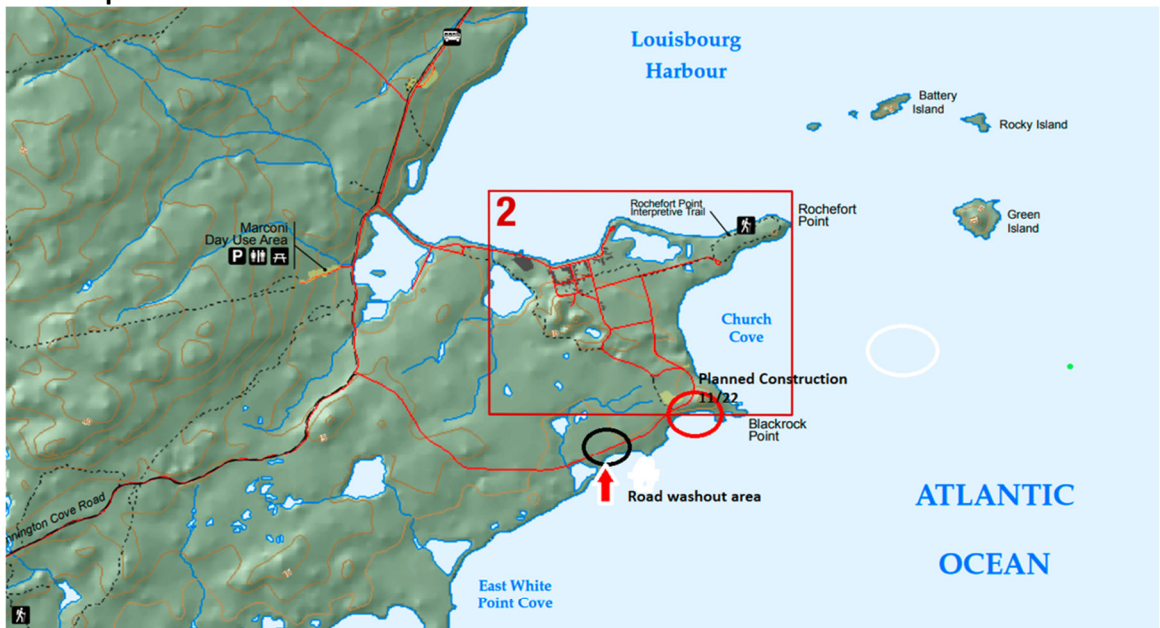 Louisbourg
Harbour
Battery
Island
Rocky Island
2
Rochefort Point
Interpretive Trail
Rochefort
Point
Green
Island
Marconi
Day Use Area
P
Church
Cove
Planned Construction
11/22
Blackrock
Point
Road washout area
nnington Cove Road
ATLANTIC
OCEAN
East White
Point Cove